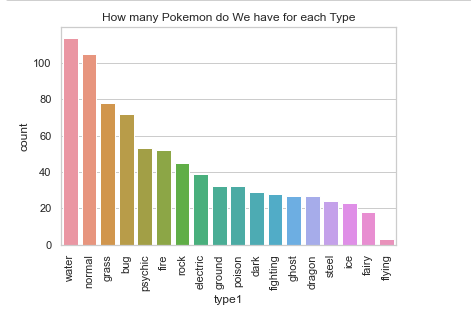 How many Pokemon do We have for each Type
100
80
60
40
20
0
count
water
normal
grass
bug
psychic
fire
rock
electric
ground
poison
dark
fighting
ghost
dragon
steel
ice
fairy
flying
type1